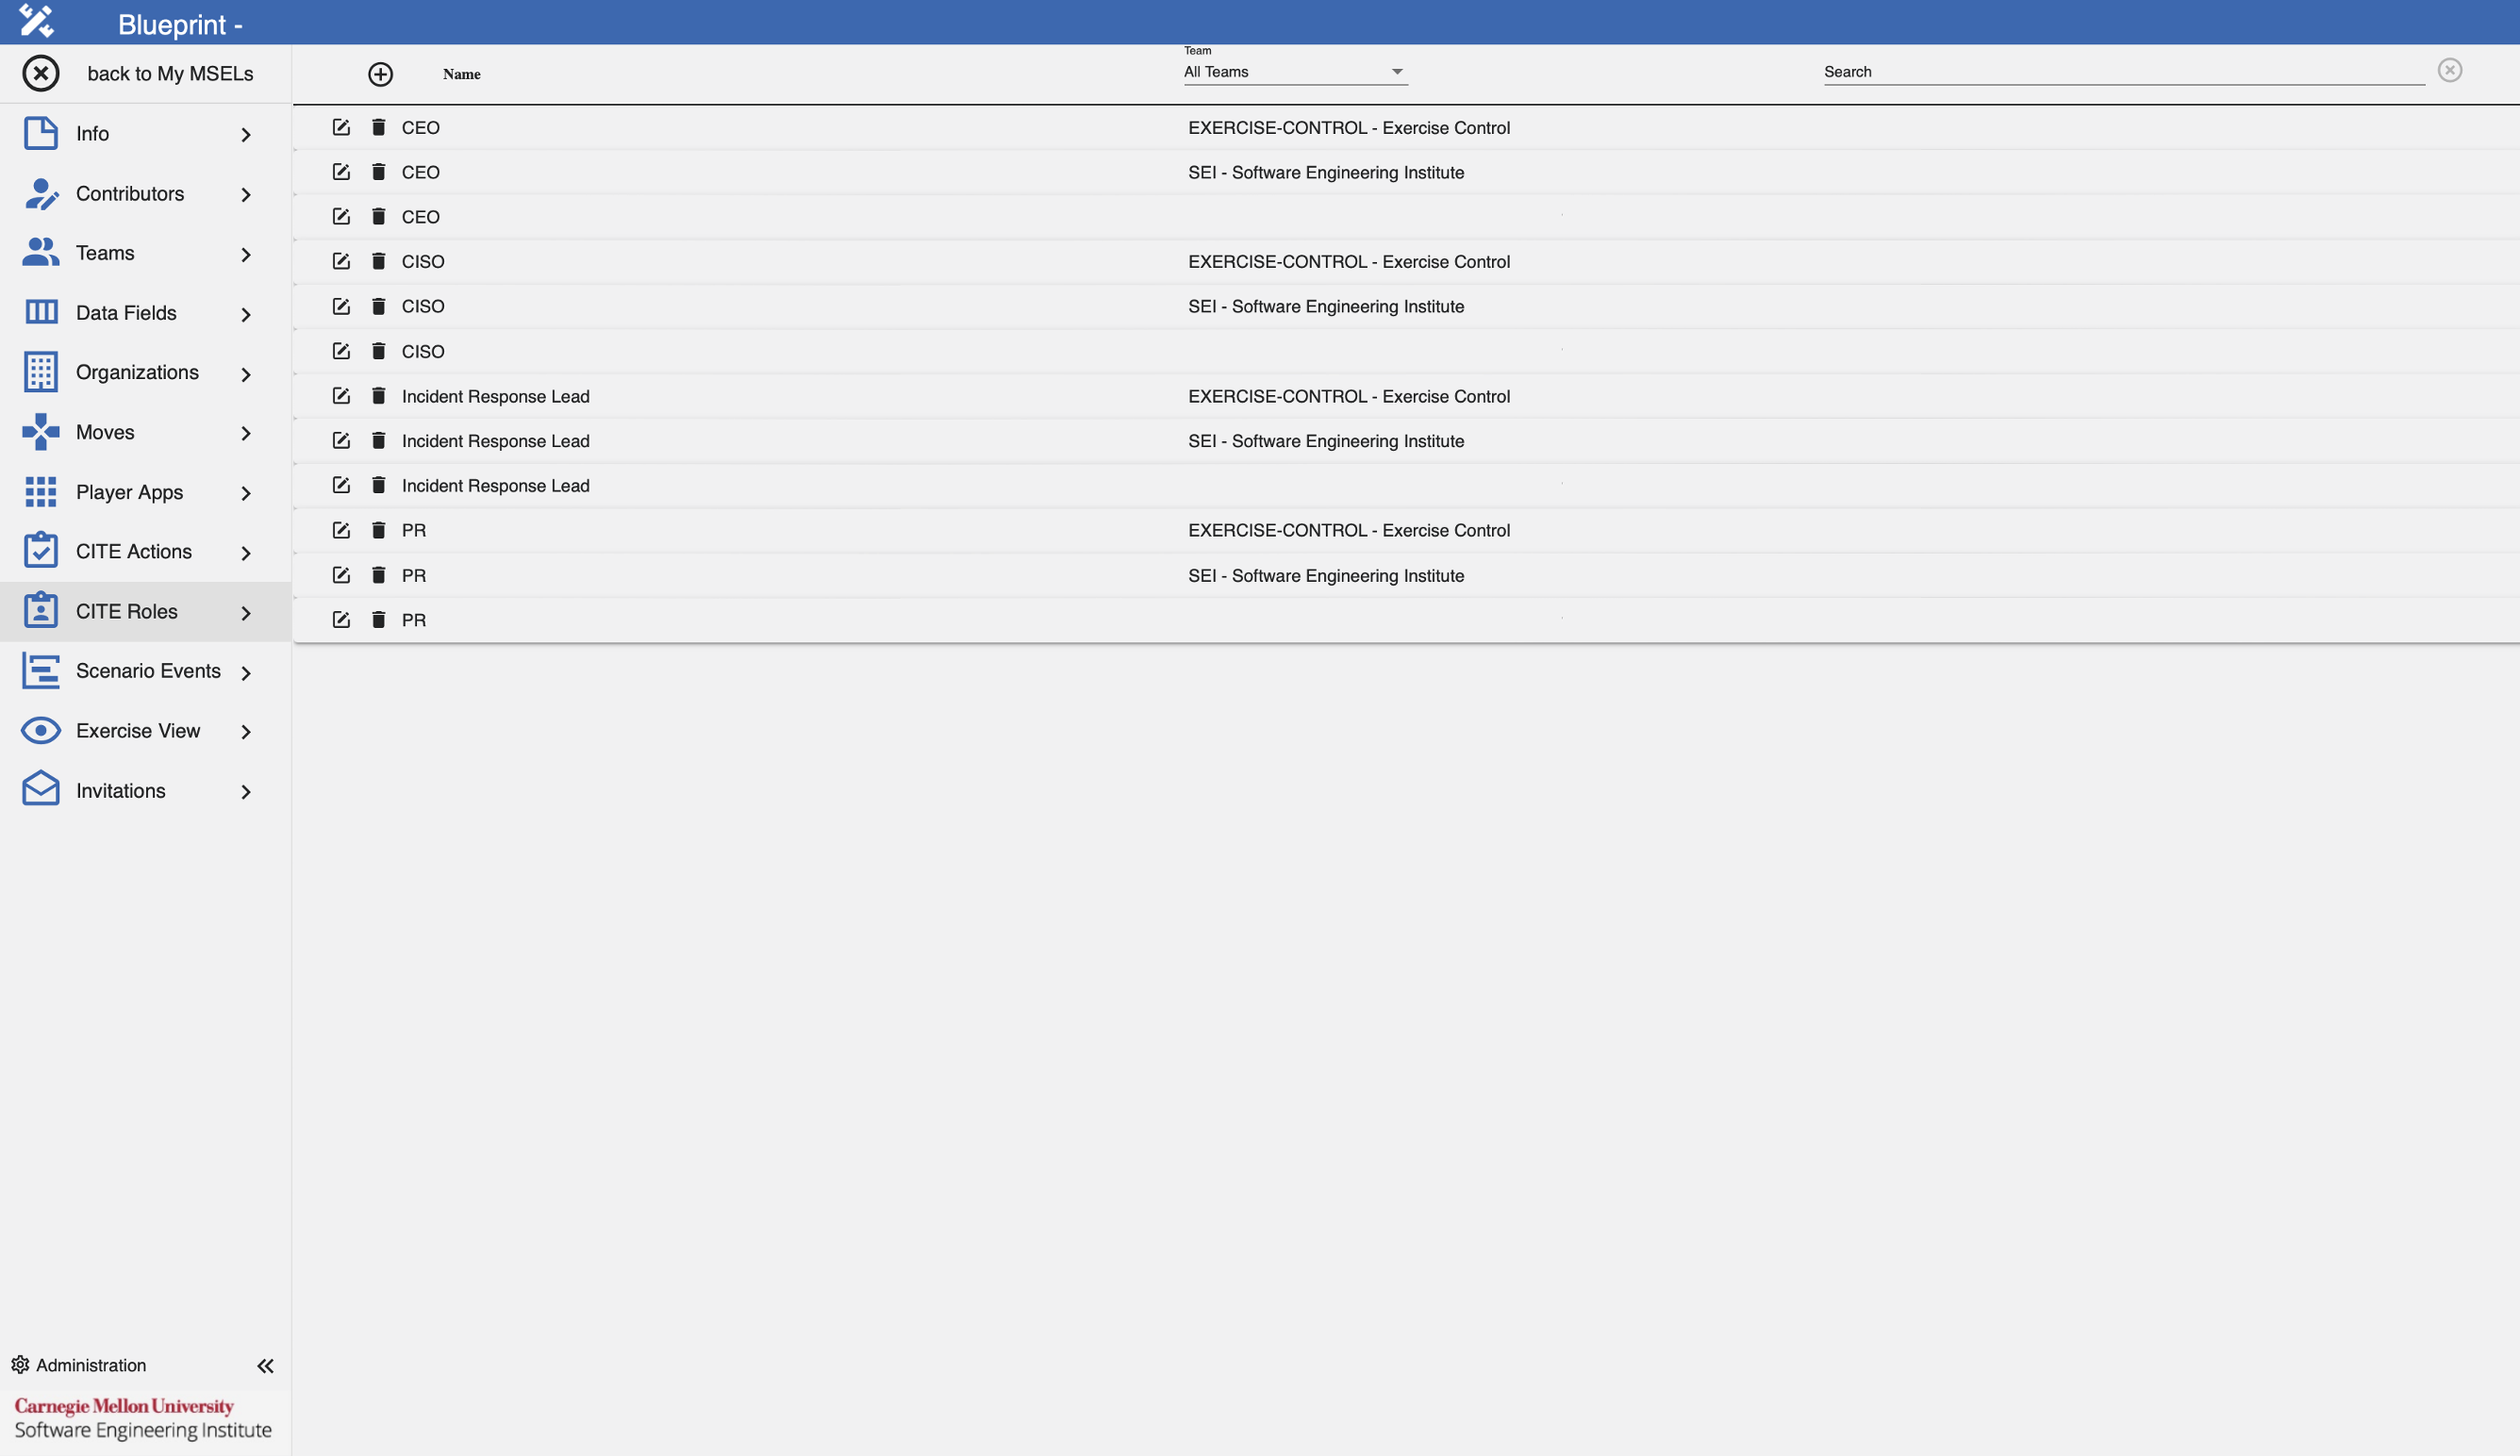 Blueprint -
back to My MSELs
Name
Team
All Teams
Search
Info
Contributors
Teams
Data Fields
Organizations
Moves
Player Apps
CITE Actions
CITE Roles
Scenario Events
Exercise View
Invitations
CEO EXERCISE-CONTROL - Exercise Control
CEO SEI - Software Engineering Institute
CEO
CISO EXERCISE-CONTROL - Exercise Control
CISO SEI - Software Engineering Institute
CISO
Incident Response Lead EXERCISE-CONTROL - Exercise Control
Incident Response Lead SEI - Software Engineering Institute
Incident Response Lead
PR EXERCISE-CONTROL - Exercise Control
PR SEI - Software Engineering Institute
PR
Administration
Carnegie Mellon University
Software Engineering Institute